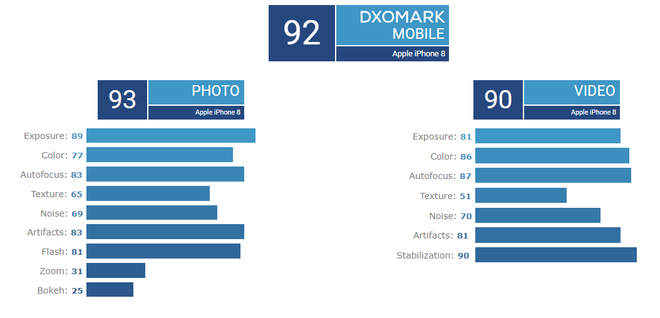 92
DXOMARK
MOBILE
Apple iPhone 8
93
PHOTO
Apple iPhone 8
Exposure: 89
Color: 77
Autofocus: 83
Texture: 65
Noise: 69
Artifacts: 83
Flash: 81
Zoom: 31
Bokeh: 25
90
VIDEO
Apple iPhone 8
Exposure: 81
Color: 86
Autofocus: 87
Texture: 51
Noise: 70
Artifacts: 81
Stabilization: 90